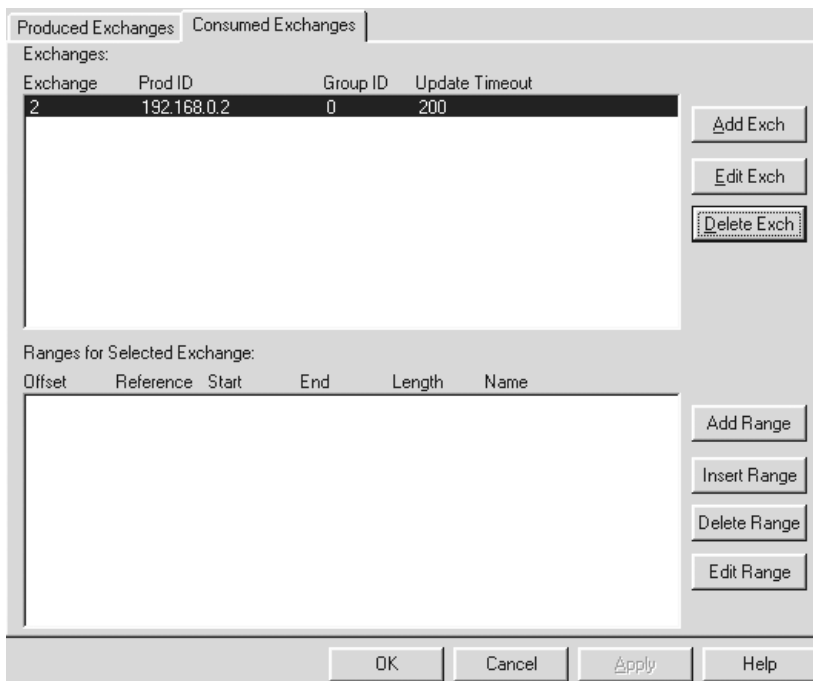 Produced Exchanges Consumed Exchanges
Exchanges:
Exchange Prod ID Group ID Update Timeout
2 192.168.0.2 0 200
Add Exch
Edit Exch
Delete Exch
Ranges for Selected Exchange:
Offset Reference Start End Length Name
Add Range
Insert Range
Delete Range
Edit Range
OK Cancel Apply Help